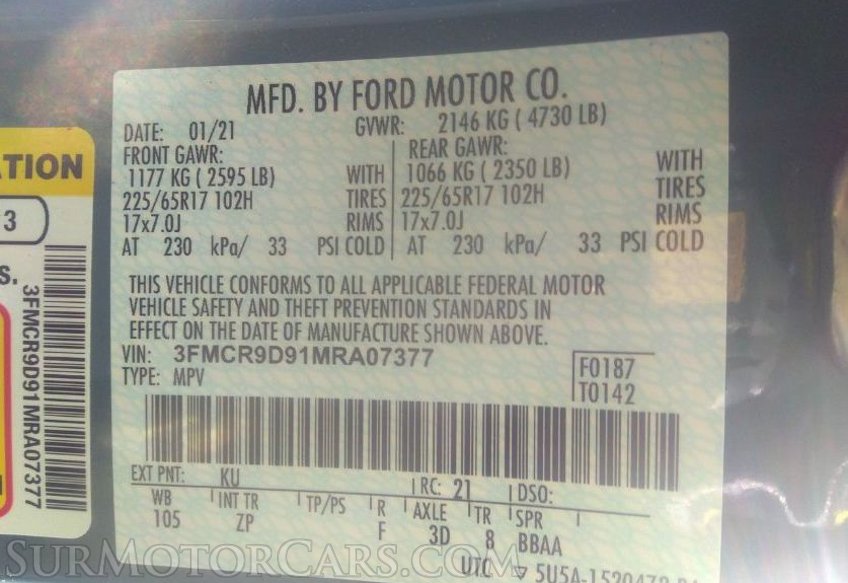 MFD. BY FORD MOTOR CO.
DATE: 01/21 GVWR: 2146 KG ( 4730 LB)
FRONT GAWR: REAR GAWR:
1177 KG ( 2595 LB) WITH 1066 KG ( 2350 LB) WITH
225/65R17 102H TIRES 225/65R17 102H TIRES
17x7.0J RIMS 17x7.0J RIMS
AT 230 kPa/ 33 PSI COLD AT 230 kPa/ 33 PSI COLD
THIS VEHICLE CONFORMS TO ALL APPLICABLE FEDERAL MOTOR
VEHICLE SAFETY AND THEFT PREVENTION STANDARDS IN
EFFECT ON THE DATE OF MANUFACTURE SHOWN ABOVE.
VIN: 3FMCR9D91MRA07377
TYPE: MPV
F0187
T0142
EXT PNT: KU RC: 21 DSO:
WB INT TR TP/PS R AXLE TR SPR
105 ZP F 3D 8 BBAA
UTC ▽ 5U5A-1520472
ATION
3
S.
3FMCR9D91MRA07377
SURMOTORCARS.COM